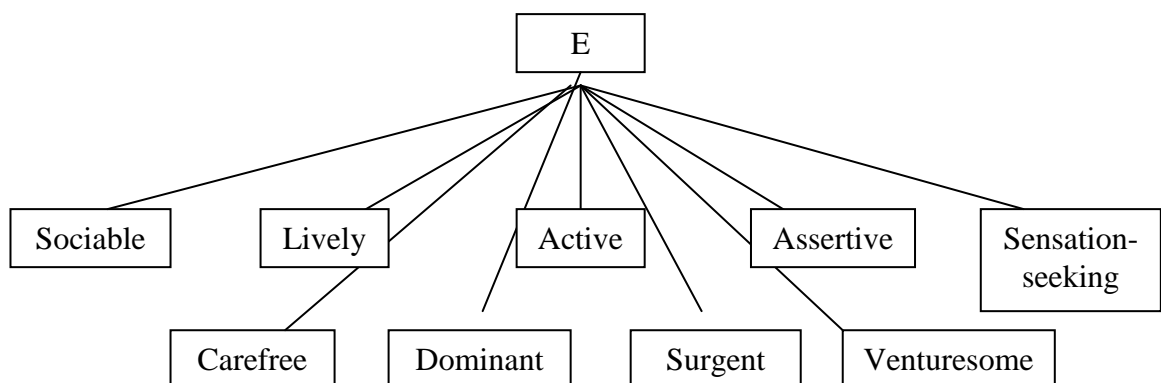 E
Sociable
Lively
Active
Assertive
Sensation-
seeking
Carefree
Dominant
Surgent
Venturesome